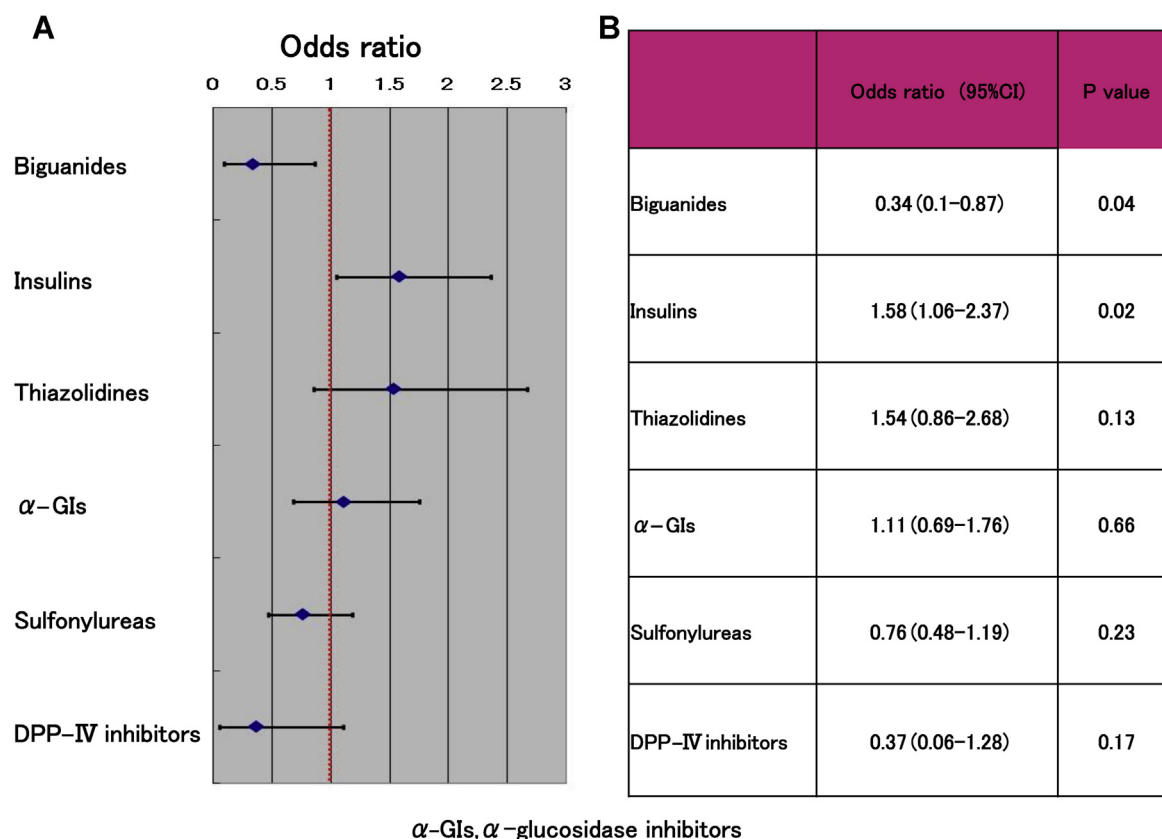 A
Odds ratio
0 0.5 1 1.5 2 2.5 3
Biguanides
Insulins
Thiazolidines
α-GIs
Sulfonylureas
DPP-Ⅳ inhibitors
B
Odds ratio (95%CI) P value
Biguanides 0.34 (0.1-0.87) 0.04
Insulins 1.58 (1.06-2.37) 0.02
Thiazolidines 1.54 (0.86-2.68) 0.13
α-GIs 1.11 (0.69-1.76) 0.66
Sulfonylureas 0.76 (0.48-1.19) 0.23
DPP-Ⅳ inhibitors 0.37 (0.06-1.28) 0.17
α-GIs, α-glucosidase inhibitors